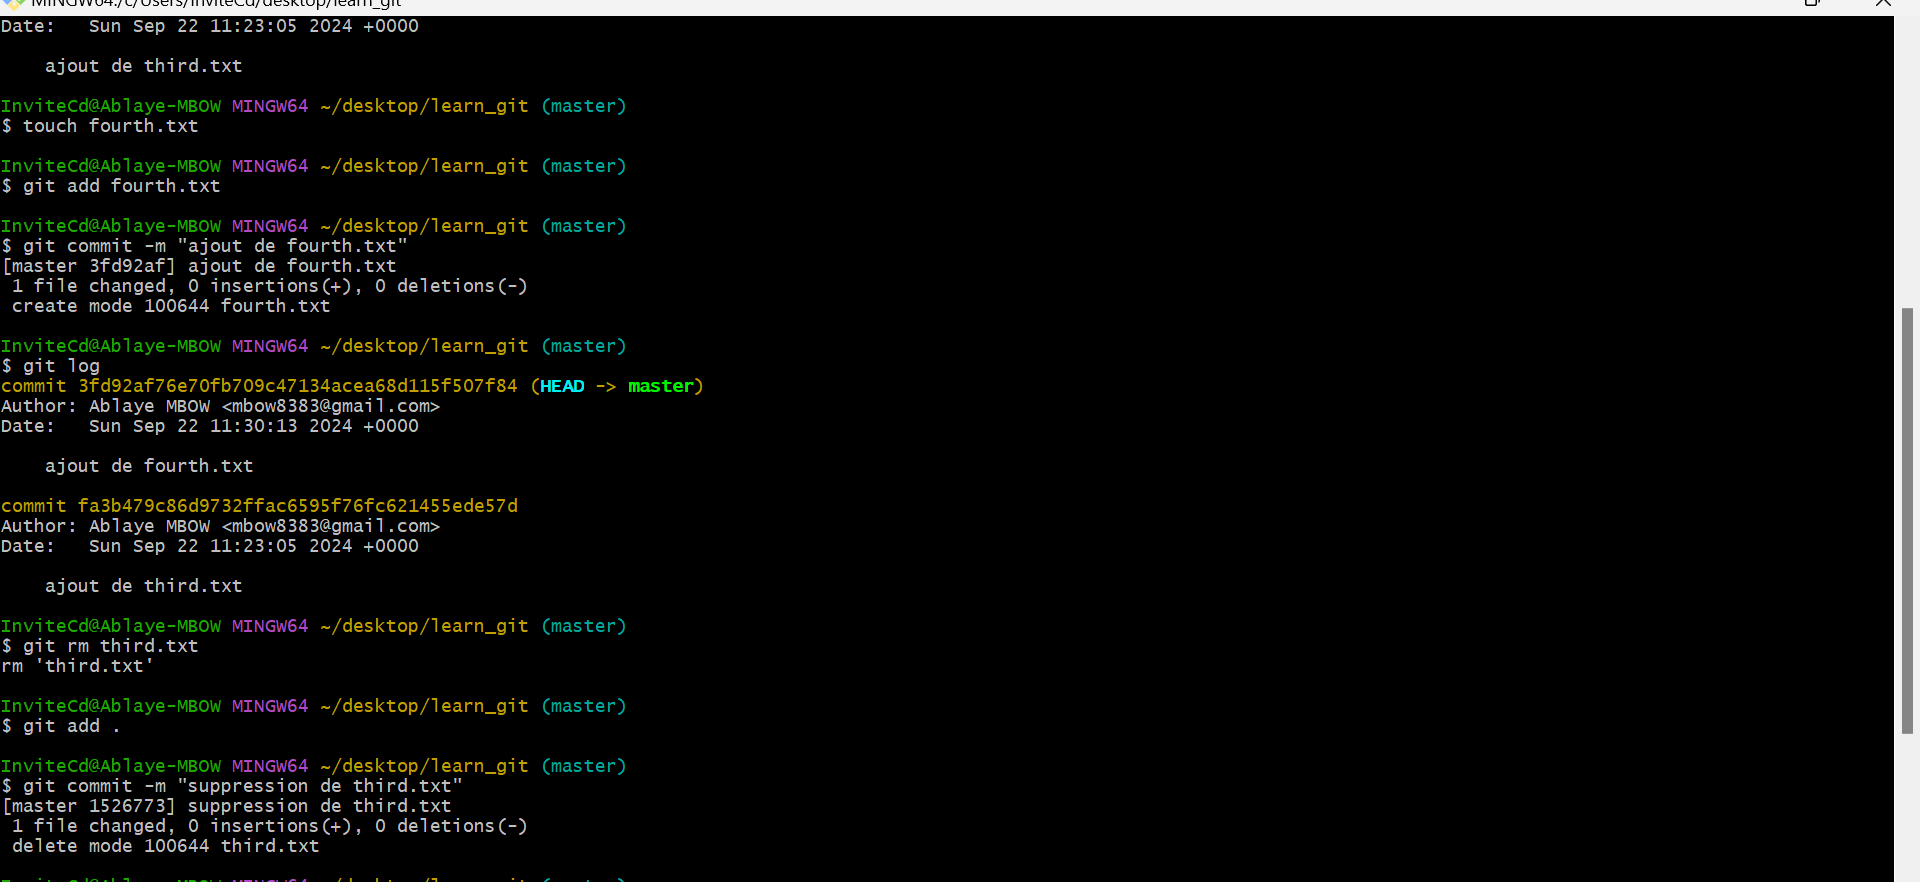 MINGW64:/c/Users/InviteCd/desktop/learn_git
Date:   Sun Sep 22 11:23:05 2024 +0000
    ajout de third.txt
InviteCd@Ablaye-MBOW MINGW64 ~/desktop/learn_git (master)
$ touch fourth.txt
InviteCd@Ablaye-MBOW MINGW64 ~/desktop/learn_git (master)
$ git add fourth.txt
InviteCd@Ablaye-MBOW MINGW64 ~/desktop/learn_git (master)
$ git commit -m "ajout de fourth.txt"
[master 3fd92af] ajout de fourth.txt
 1 file changed, 0 insertions(+), 0 deletions(-)
 create mode 100644 fourth.txt
InviteCd@Ablaye-MBOW MINGW64 ~/desktop/learn_git (master)
$ git log
commit 3fd92af76e70fb709c47134acea68d115f507f84 (HEAD -> master)
Author: Ablaye MBOW <mbow8383@gmail.com>
Date:   Sun Sep 22 11:30:13 2024 +0000
    ajout de fourth.txt
commit fa3b479c86d9732ffac6595f76fc621455ede57d
Author: Ablaye MBOW <mbow8383@gmail.com>
Date:   Sun Sep 22 11:23:05 2024 +0000
    ajout de third.txt
InviteCd@Ablaye-MBOW MINGW64 ~/desktop/learn_git (master)
$ git rm third.txt
rm 'third.txt'
InviteCd@Ablaye-MBOW MINGW64 ~/desktop/learn_git (master)
$ git add .
InviteCd@Ablaye-MBOW MINGW64 ~/desktop/learn_git (master)
$ git commit -m "suppression de third.txt"
[master 1526773] suppression de third.txt
 1 file changed, 0 insertions(+), 0 deletions(-)
 delete mode 100644 third.txt